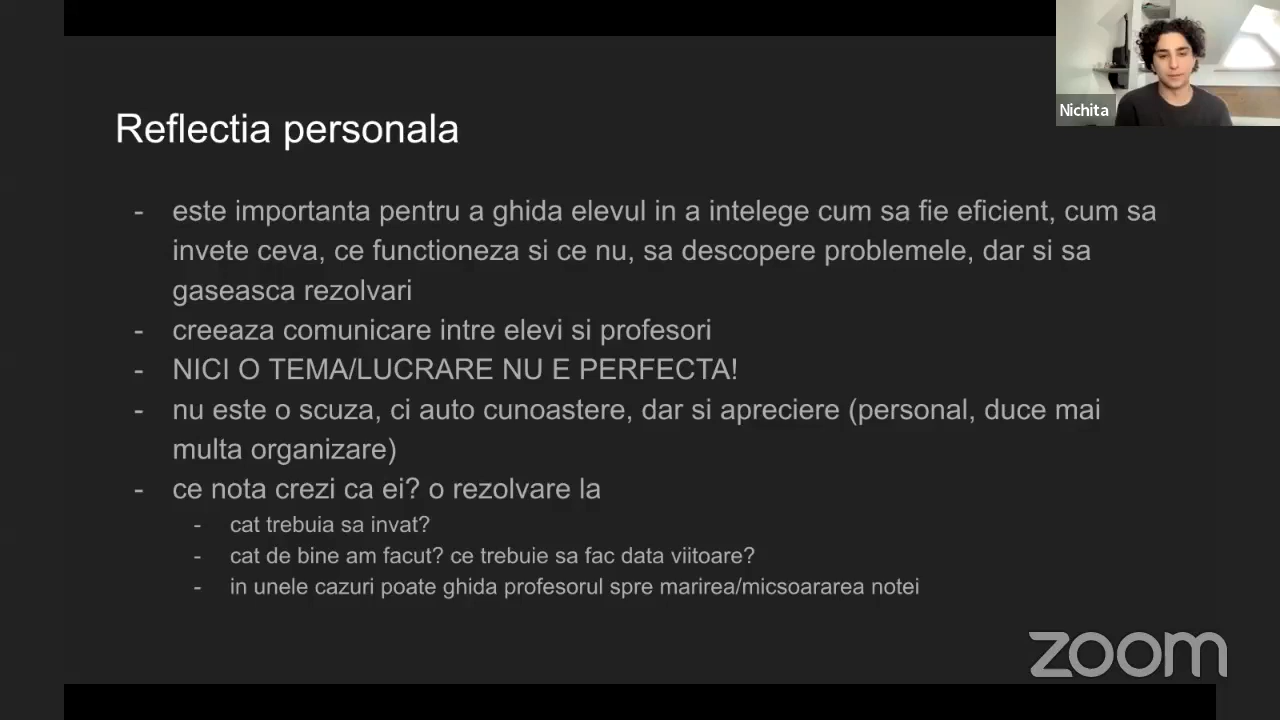 Nichita
Reflectia personala
- este importanta pentru a ghida elevul in a intelege cum sa fie eficient, cum sa
invete ceva, ce functioneza si ce nu, sa descopere problemele, dar si sa
gaseasca rezolvari
- creeaza comunicare intre elevi si profesori
- NICI O TEMA/LUCRARE NU E PERFECTA!
- nu este o scuza, ci auto cunoastere, dar si apreciere (personal, duce mai
multa organizare)
- ce nota crezi ca ei? o rezolvare la
- cat trebuia sa invat?
- cat de bine am facut? ce trebuie sa fac data viitoare?
- in unele cazuri poate ghida profesorul spre marirea/micsoararea notei
zoom